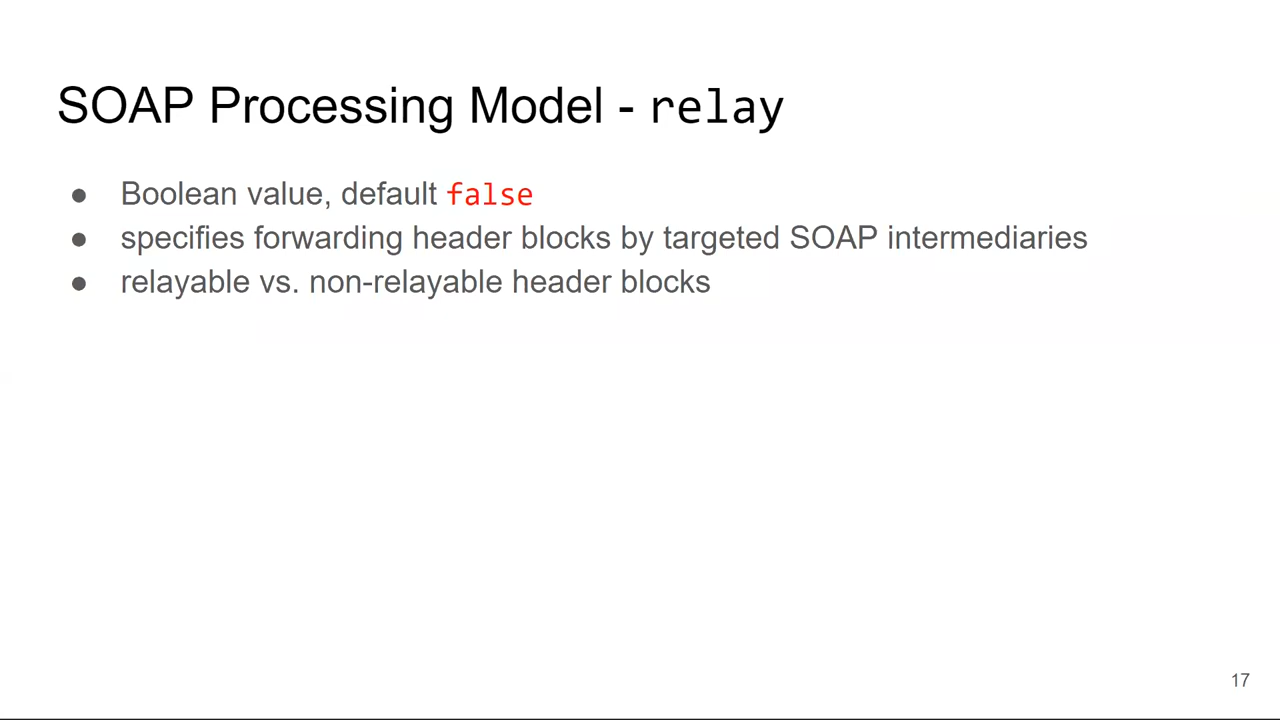 SOAP Processing Model - relay
● Boolean value, default false
● specifies forwarding header blocks by targeted SOAP intermediaries
● relayable vs. non-relayable header blocks
17